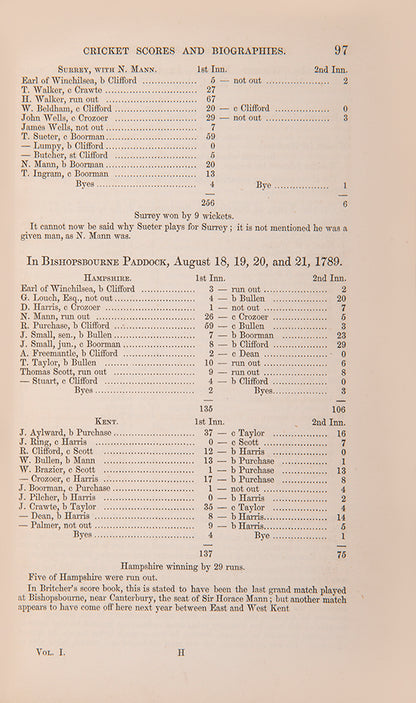 CRICKET SCORES AND BIOGRAPHIES. 97
SURREY, WITH N. MANN. 1st Inn. 2nd Inn.
Earl of Winchilsea, b Clifford .................. 5 — not out .................. 2
T. Walker, c Crawte .................. 27
H. Walker, run out .................. 67
W. Beldham, c Clifford .................. 20 — c Clifford .................. 0
John Wells, c Crozoer .................. 29 — not out .................. 3
James Wells, not out .................. 7
T. Sueter, c Boorman .................. 59
— Lumpy, b Clifford .................. 0
— Butcher, st Clifford .................. 5
N. Mann, b Boorman .................. 20
T. Ingram, c Boorman .................. 13
Byes .................. 4 Bye .................. 1
256 6
Surrey won by 9 wickets.
It cannot now be said why Sueter plays for Surrey; it is not mentioned he was a
given man, as N. Mann was.
IN BISHOPSBOURNE PADDOCK, August 18, 19, 20, and 21, 1789.
HAMPSHIRE. 1st Inn. 2nd Inn.
Earl of Winchilsea, b Clifford .................. 3 — run out .................. 2
G. Louch, Esq., not out .................. 4 — b Bullen .................. 20
D. Harris, c Crozoer .................. 1 — not out .................. 7
N. Mann, run out .................. 26 — c Crozoer .................. 5
R. Purchase, b Clifford .................. 59 — c Bullen .................. 3
J. Small, sen., b Bullen .................. 7 — b Boorman .................. 23
J. Small, jun., c Boorman .................. 8 — b Clifford .................. 29
A. Freemantle, b Clifford .................. 2 — c Dean .................. 0
T. Taylor, b Bullen .................. 10 — run out .................. 6
Thomas Scott, run out .................. 9 — run out .................. 8
— Stuart, c Clifford .................. 4 — b Clifford .................. 0
Byes .................. 2 Byes .................. 3
135 106
KENT. 1st Inn. 2nd Inn.
J. Aylward, b Purchase .................. 37 — c Taylor .................. 16
J. Ring, c Harris .................. 0 — c Scott .................. 7
R. Clifford, c Scott .................. 12 — b Harris .................. 0
W. Bullen, b Mann .................. 13 — b Purchase .................. 1
W. Brazier, c Scott .................. 1 — b Purchase .................. 13
— Crozoer, c Harris .................. 17 — b Purchase .................. 8
J. Boorman, c Purchase .................. 1 — not out .................. 4
J. Pilcher, b Harris .................. 0 — b Harris .................. 2
J. Crawte, b Taylor .................. 35 — c Taylor .................. 4
— Dean, b Harris .................. 8 — b Harris .................. 14
— Palmer, not out .................. 9 — b Harris .................. 5
Byes .................. 4 Bye .................. 1
137 75
Hampshire winning by 29 runs.
Five of Hampshire were run out.
In Britcher's score book, this is stated to have been the last grand match played
at Bishopsbourne, near Canterbury, the seat of Sir Horace Mann; but another match
appears to have come off here next year between East and West Kent
VOL. I. H